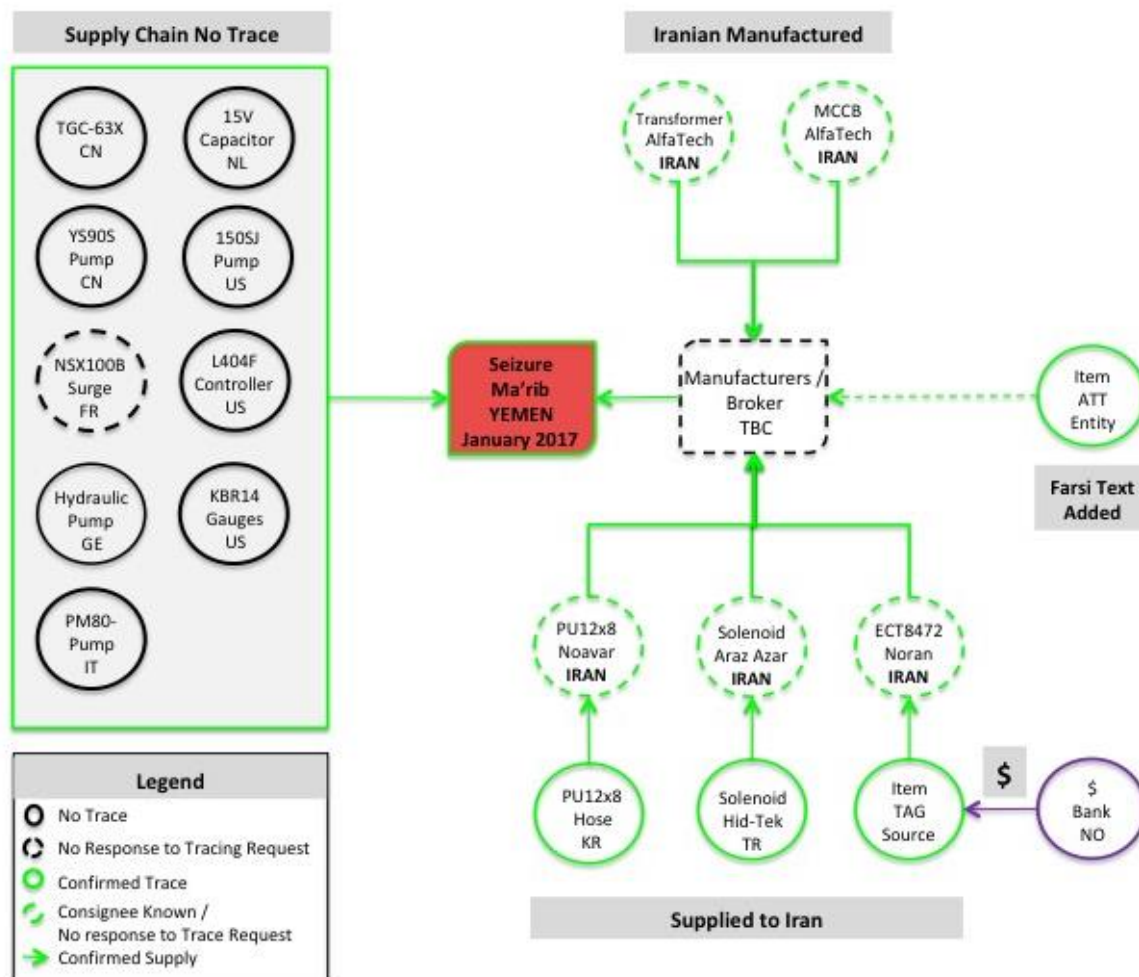 Supply Chain No Trace
TGC-63X
CN
15V
Capacitor
NL
YS90S
Pump
CN
150SJ
Pump
US
NSX100B
Surge
FR
L404F
Controller
US
Hydraulic
Pump
GE
KBR14
Gauges
US
PM80-
Pump
IT
Legend
No Trace
No Response to Tracing Request
Confirmed Trace
Consignee Known /
No response to Trace Request
Confirmed Supply
Seizure
Ma'rib
YEMEN
January 2017
Iranian Manufactured
Transformer
AlfaTech
IRAN
MCCB
AlfaTech
IRAN
Manufacturers /
Broker
TBC
Item
ATT
Entity
Farsi Text
Added
PU12x8
Noavar
IRAN
Solenoid
Araz Azar
IRAN
ECT8472
Noran
IRAN
PU12x8
Hose
KR
Solenoid
Hid-Tek
TR
Item
TAG
Source
$
$
Bank
NO
Supplied to Iran